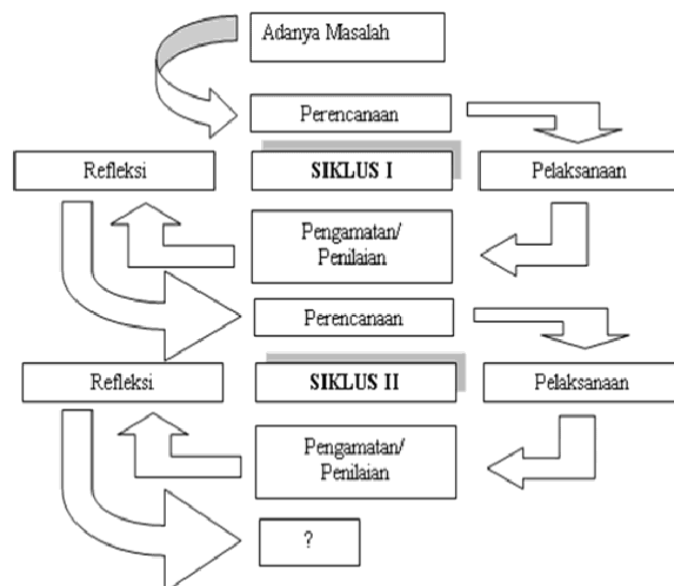 Adanya Masalah
Perencanaan
Refleksi
SIKLUS I
Pelaksanaan
Pengamatan/
Penilaian
Perencanaan
Refleksi
SIKLUS II
Pelaksanaan
Pengamatan/
Penilaian
?